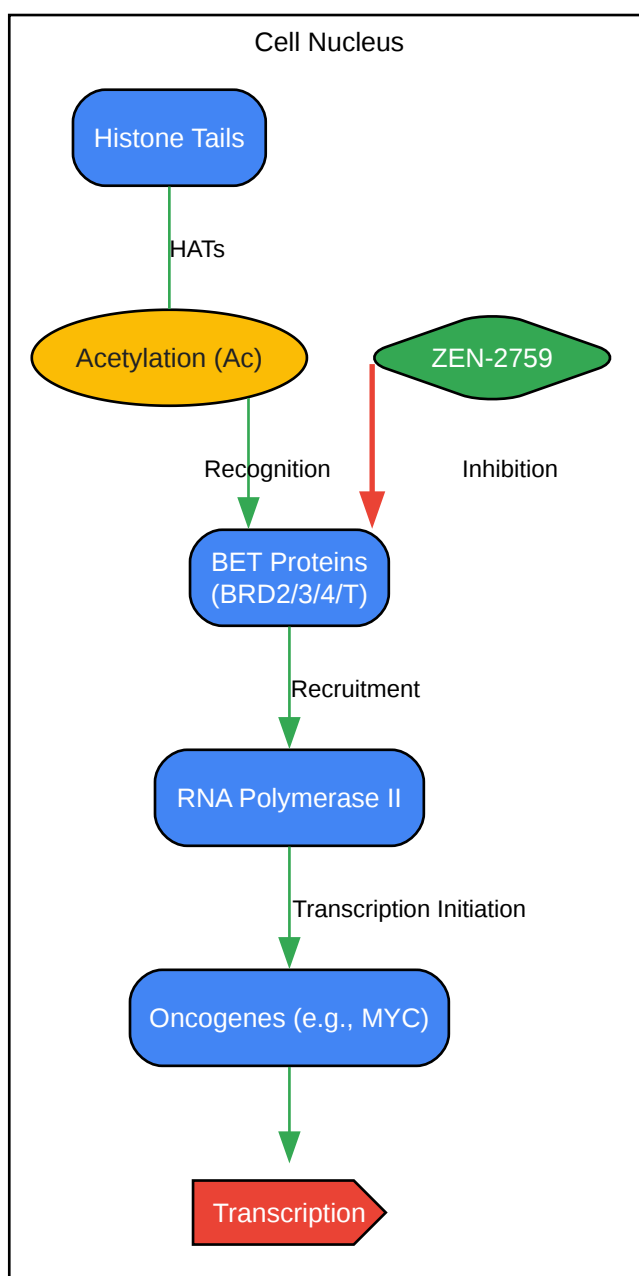 Cell Nucleus
Histone Tails
HATs
Acetylation (Ac)
ZEN-2759
Recognition
Inhibition
BET Proteins
(BRD2/3/4/T)
Recruitment
RNA Polymerase II
Transcription Initiation
Oncogenes (e.g., MYC)
Transcription